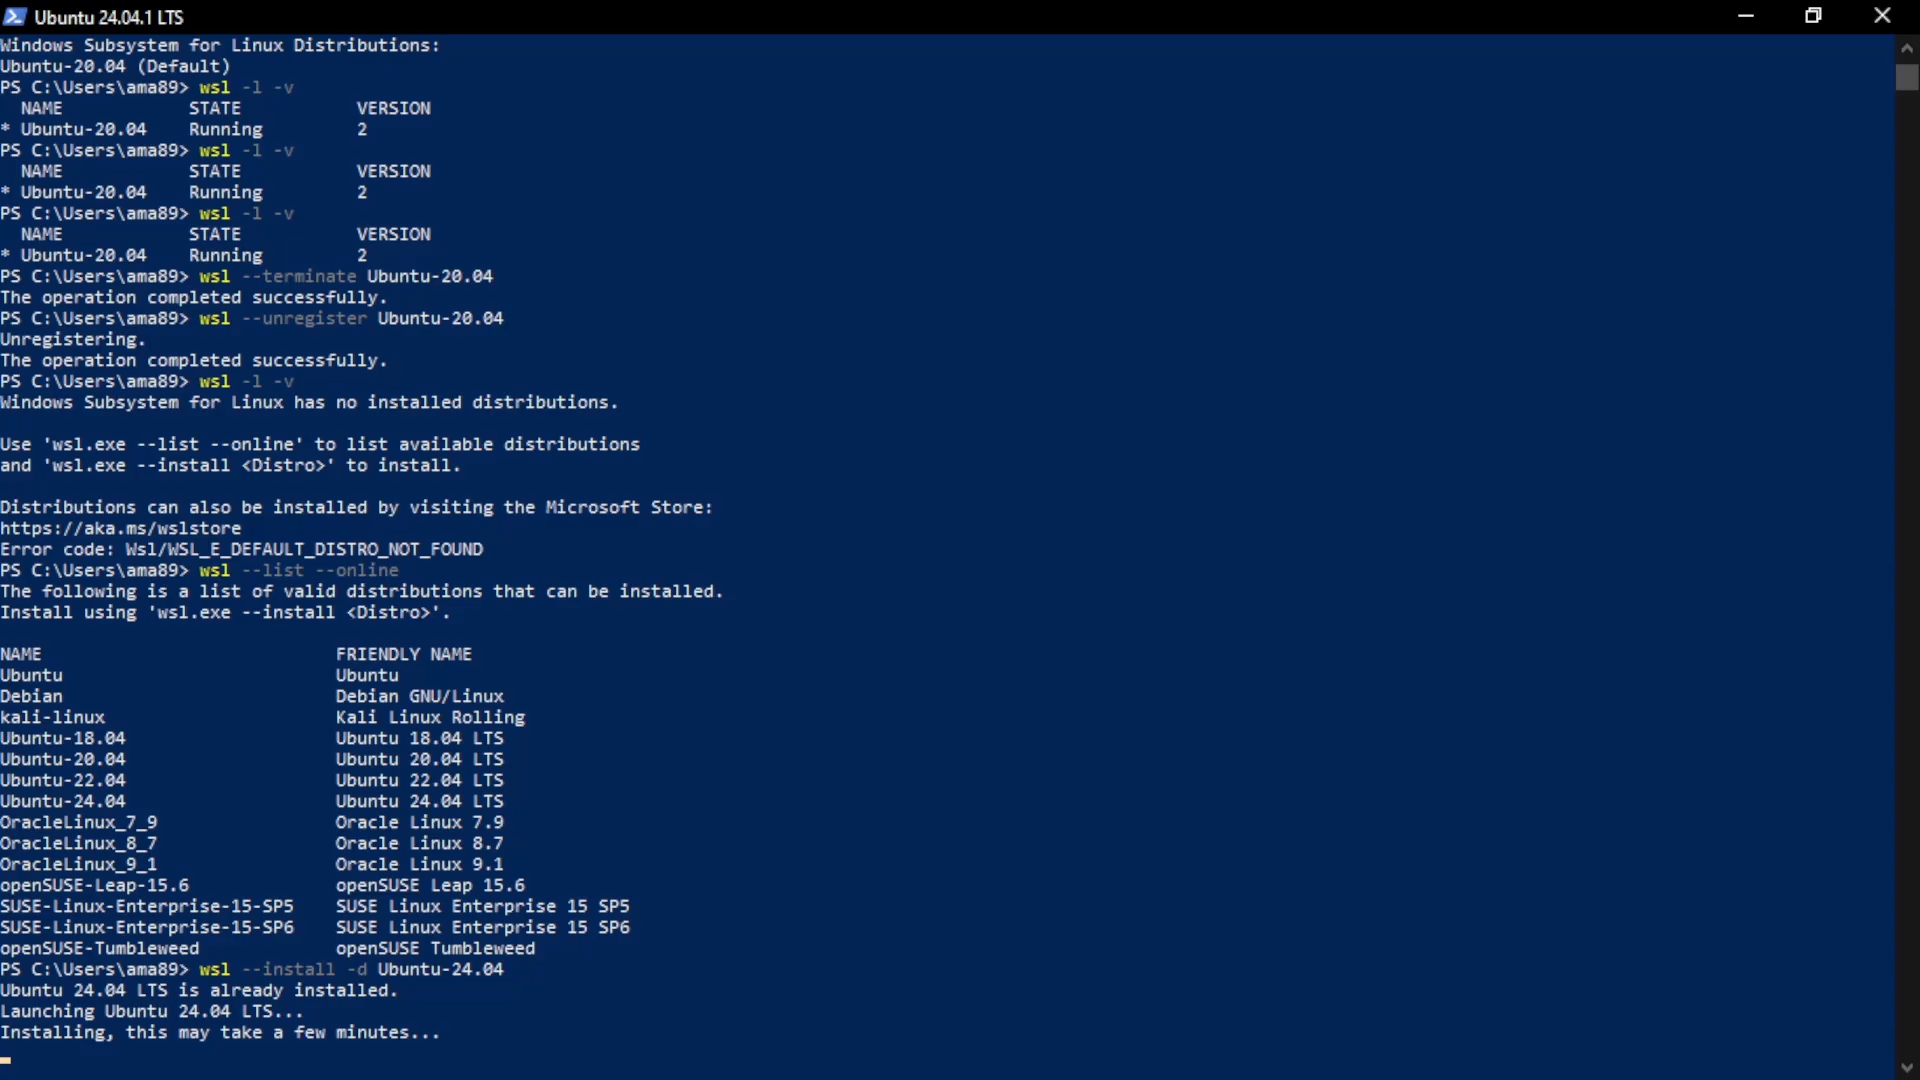 Ubuntu 24.04.1 LTS
Windows Subsystem for Linux Distributions:
Ubuntu-20.04 (Default)
PS C:\Users\ama89> wsl -l -v
  NAME            STATE           VERSION
* Ubuntu-20.04    Running         2
PS C:\Users\ama89> wsl -l -v
  NAME            STATE           VERSION
* Ubuntu-20.04    Running         2
PS C:\Users\ama89> wsl -l -v
  NAME            STATE           VERSION
* Ubuntu-20.04    Running         2
PS C:\Users\ama89> wsl --terminate Ubuntu-20.04
The operation completed successfully.
PS C:\Users\ama89> wsl --unregister Ubuntu-20.04
Unregistering.
The operation completed successfully.
PS C:\Users\ama89> wsl -l -v
Windows Subsystem for Linux has no installed distributions.

Use 'wsl.exe --list --online' to list available distributions
and 'wsl.exe --install <Distro>' to install.

Distributions can also be installed by visiting the Microsoft Store:
https://aka.ms/wslstore
Error code: Wsl/WSL_E_DEFAULT_DISTRO_NOT_FOUND
PS C:\Users\ama89> wsl --list --online
The following is a list of valid distributions that can be installed.
Install using 'wsl.exe --install <Distro>'.

NAME                            FRIENDLY NAME
Ubuntu                          Ubuntu
Debian                          Debian GNU/Linux
kali-linux                      Kali Linux Rolling
Ubuntu-18.04                    Ubuntu 18.04 LTS
Ubuntu-20.04                    Ubuntu 20.04 LTS
Ubuntu-22.04                    Ubuntu 22.04 LTS
Ubuntu-24.04                    Ubuntu 24.04 LTS
OracleLinux_7_9                 Oracle Linux 7.9
OracleLinux_8_7                 Oracle Linux 8.7
OracleLinux_9_1                 Oracle Linux 9.1
openSUSE-Leap-15.6              openSUSE Leap 15.6
SUSE-Linux-Enterprise-15-SP5    SUSE Linux Enterprise 15 SP5
SUSE-Linux-Enterprise-15-SP6    SUSE Linux Enterprise 15 SP6
openSUSE-Tumbleweed             openSUSE Tumbleweed
PS C:\Users\ama89> wsl --install -d Ubuntu-24.04
Ubuntu 24.04 LTS is already installed.
Launching Ubuntu 24.04 LTS...
Installing, this may take a few minutes...